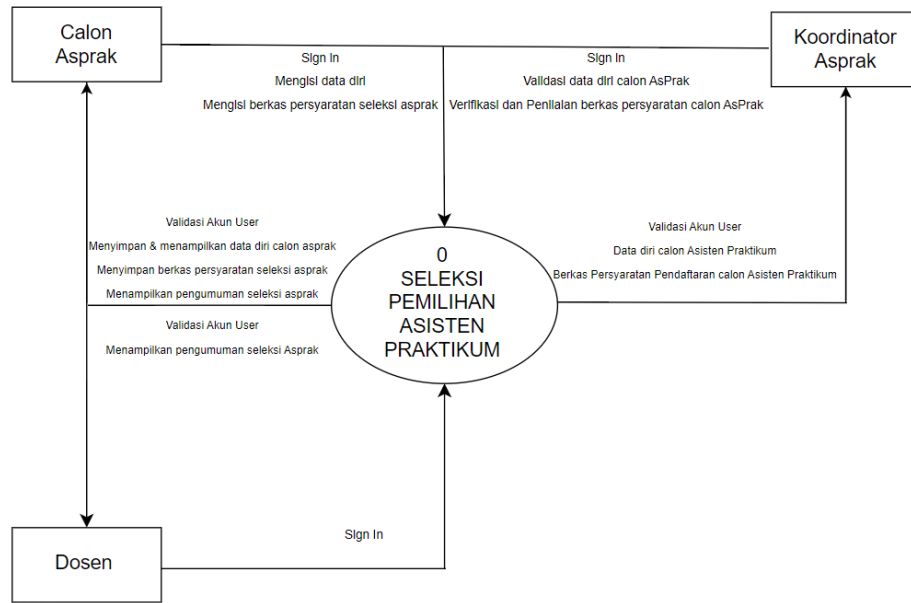 Calon
Asprak
Koordinator
Asprak
Sign In
Mengisi data diri
Mengisi berkas persyaratan seleksi asprak
Sign In
Validasi data diri calon AsPrak
Verifikasi dan Penilaian berkas persyaratan calon AsPrak
Validasi Akun User
Menyimpan & menampilkan data diri calon asprak
Menyimpan berkas persyaratan seleksi asprak
Menampilkan pengumuman seleksi asprak
Validasi Akun User
Menampilkan pengumuman seleksi Asprak
0
SELEKSI
PEMILIHAN
ASISTEN
PRAKTIKUM
Validasi Akun User
Data diri calon Asisten Praktikum
Berkas Persyaratan Pendaftaran calon Asisten Praktikum
Sign In
Dosen